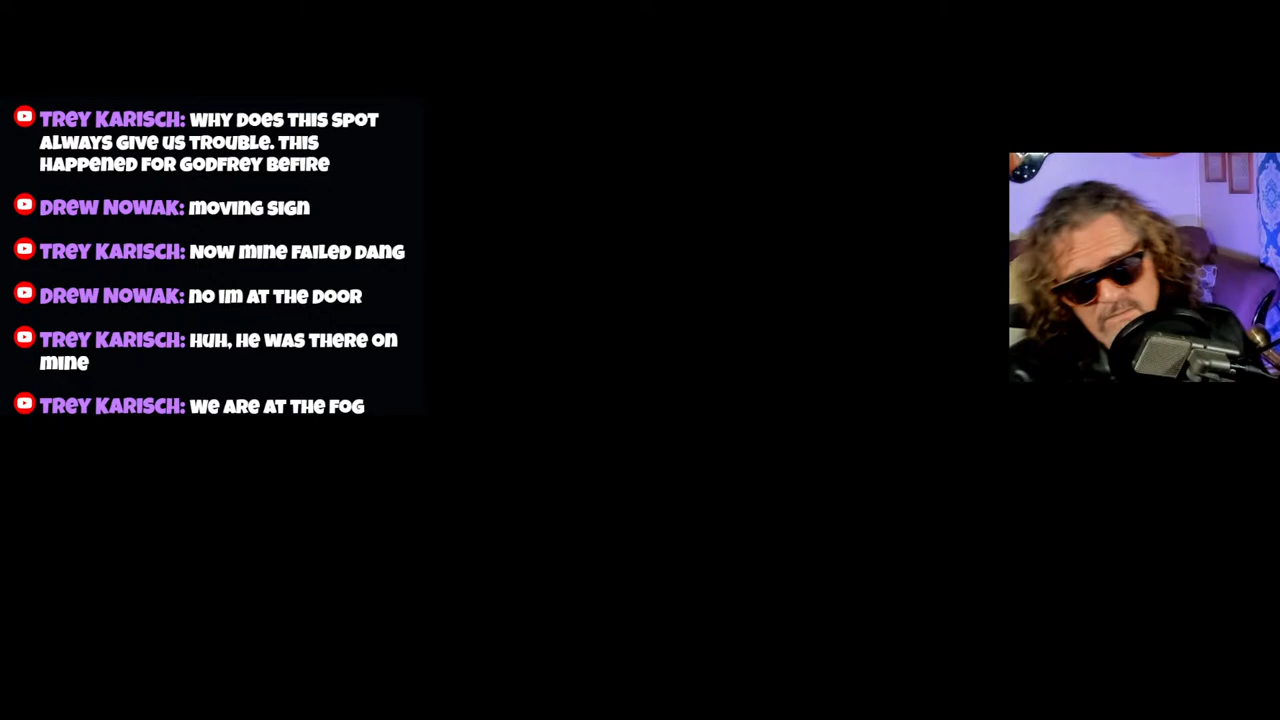 Trey Karisch: Why does this spot
always give us trouble. This
happened for Godfrey befire
Drew Nowak: moving sign
Trey Karisch: Now mine failed dang
Drew Nowak: no im at the door
Trey Karisch: Huh, he was there on
mine
Trey Karisch: We are at the fog